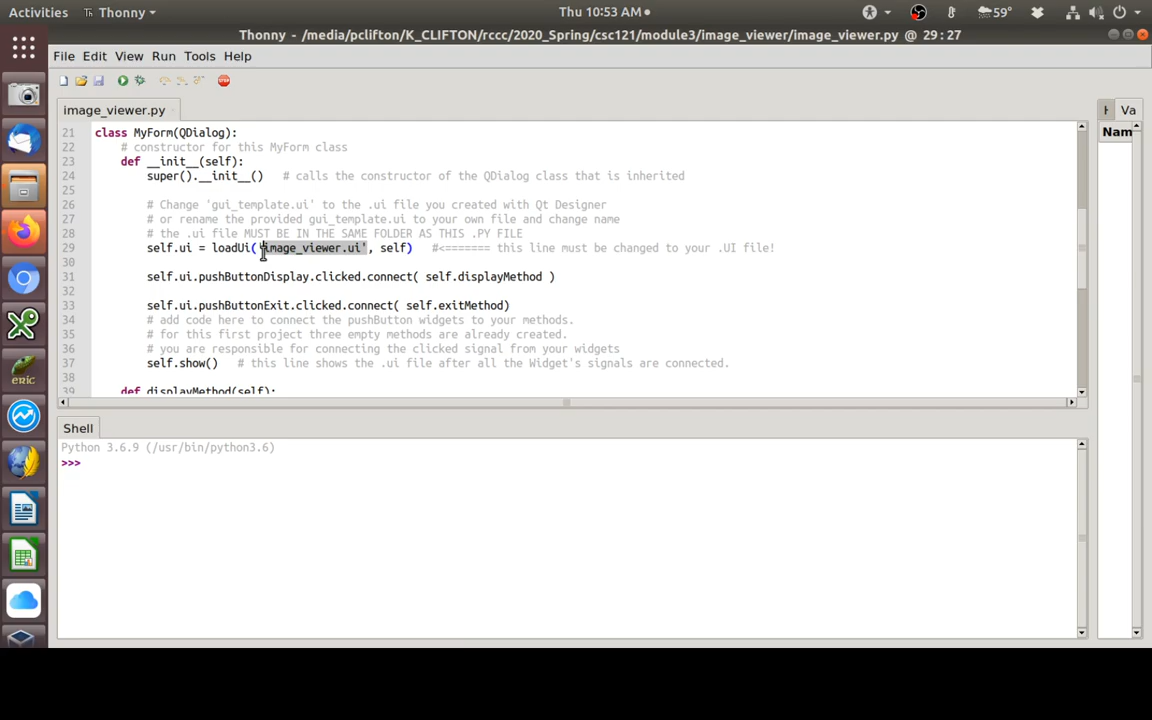 Activities Thonny Thu 10:53 AM 59°
Thonny - /media/pclifton/K_CLIFTON/rccc/2020_Spring/csc121/module3/image_viewer/image_viewer.py @ 29:27
File Edit View Run Tools Help
STOP
image_viewer.py
Va
Nam
21 class MyForm(QDialog):
22 # constructor for this MyForm class
23 def __init__(self):
24 super().__init__() # calls the constructor of the QDialog class that is inherited
25
26 # Change 'gui_template.ui' to the .ui file you created with Qt Designer
27 # or rename the provided gui_template.ui to your own file and change name
28 # the .ui file MUST BE IN THE SAME FOLDER AS THIS .PY FILE
29 self.ui = loadUi('image_viewer.ui', self) #<======= this line must be changed to your .UI file!
30
31 self.ui.pushButtonDisplay.clicked.connect( self.displayMethod )
32
33 self.ui.pushButtonExit.clicked.connect( self.exitMethod)
34 # add code here to connect the pushButton widgets to your methods.
35 # for this first project three empty methods are already created.
36 # you are responsible for connecting the clicked signal from your widgets
37 self.show() # this line shows the .ui file after all the Widget's signals are connected.
38
39 def displayMethod(self):
Shell
Python 3.6.9 (/usr/bin/python3.6)
>>>
eric